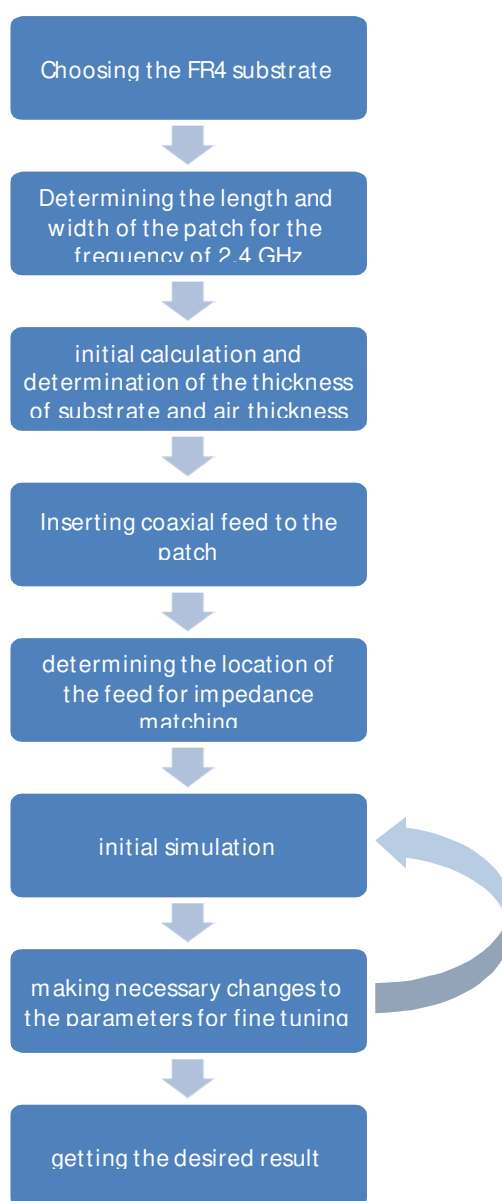 Choosing the FR4 substrate
Determining the length and
width of the patch for the
frequency of 2.4 GHz
initial calculation and
determination of the thickness
of substrate and air thickness
Inserting coaxial feed to the
patch
determining the location of
the feed for impedance
matching
initial simulation
making necessary changes to
the parameters for fine tuning
getting the desired result